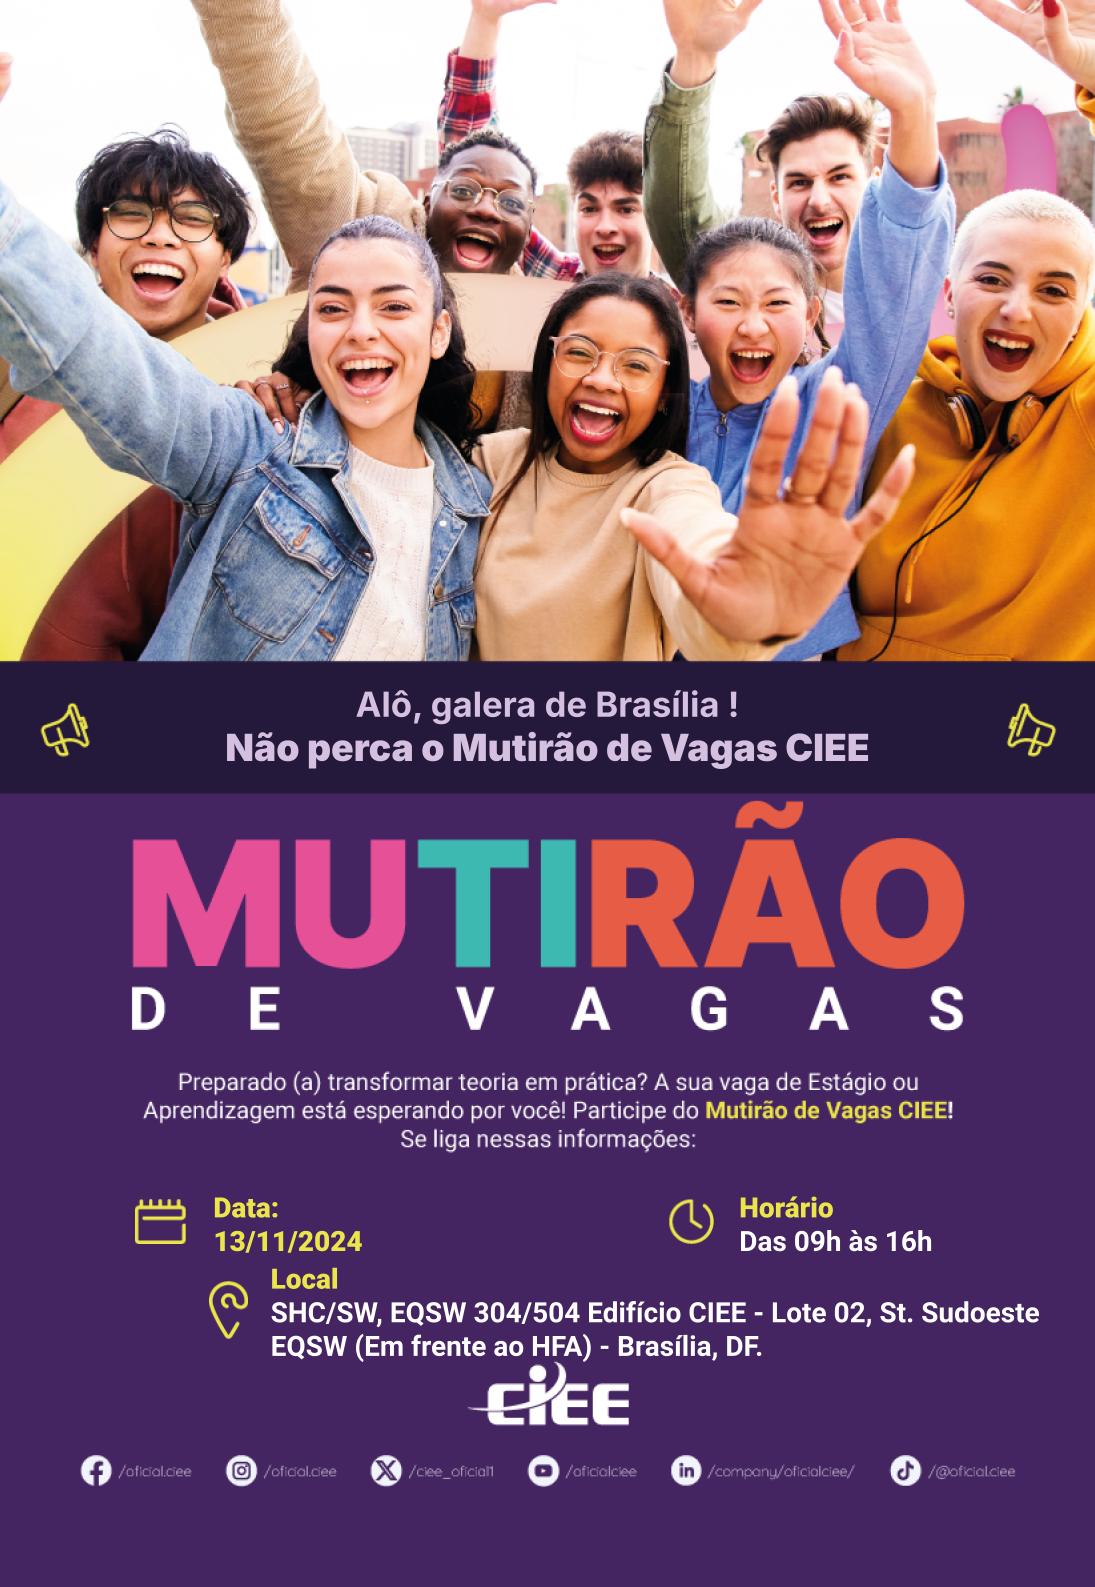 Alô, galera de Brasília !
Não perca o Mutirão de Vagas CIEE
MUTIRÃO
DE VAGAS
Preparado (a) transformar teoria em prática? A sua vaga de Estágio ou
Aprendizagem está esperando por você! Participe do Mutirão de Vagas CIEE!
Se liga nessas informações:
Data:
13/11/2024
Horário
Das 09h às 16h
Local
SHC/SW, EQSW 304/504 Edifício CIEE - Lote 02, St. Sudoeste
EQSW (Em frente ao HFA) - Brasília, DF.
CIEE
/oficial.ciee /oficial.ciee /ciee_oficial1 /oficialciee /company/oficialciee/ /@oficial.ciee